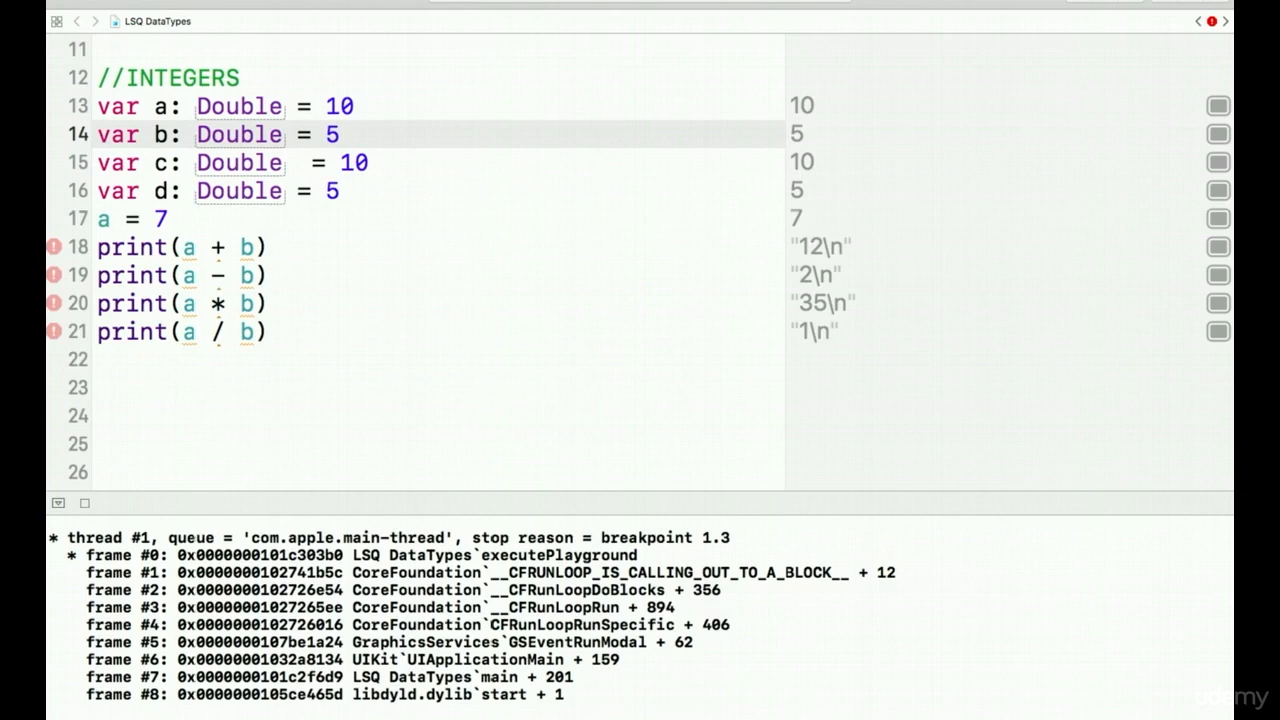 LSQ DataTypes
11
12 //INTEGERS
13 var a: Double = 10 10
14 var b: Double = 5 5
15 var c: Double  = 10 10
16 var d: Double = 5 5
17 a = 7 7
18 print(a + b) "12\n"
19 print(a - b) "2\n"
20 print(a * b) "35\n"
21 print(a / b) "1\n"
22
23
24
25
26
* thread #1, queue = 'com.apple.main-thread', stop reason = breakpoint 1.3
* frame #0: 0x0000000101c303b0 LSQ DataTypes`executePlayground
frame #1: 0x0000000102741b5c CoreFoundation`__CFRUNLOOP_IS_CALLING_OUT_TO_A_BLOCK__ + 12
frame #2: 0x0000000102726e54 CoreFoundation`__CFRunLoopDoBlocks + 356
frame #3: 0x00000001027265ee CoreFoundation`__CFRunLoopRun + 894
frame #4: 0x0000000102726016 CoreFoundation`CFRunLoopRunSpecific + 406
frame #5: 0x0000000107be1a24 GraphicsServices`GSEventRunModal + 62
frame #6: 0x00000001032a8134 UIKit`UIApplicationMain + 159
frame #7: 0x0000000101c2f6d9 LSQ DataTypes`main + 201
frame #8: 0x0000000105ce465d libdyld.dylib`start + 1
udemy